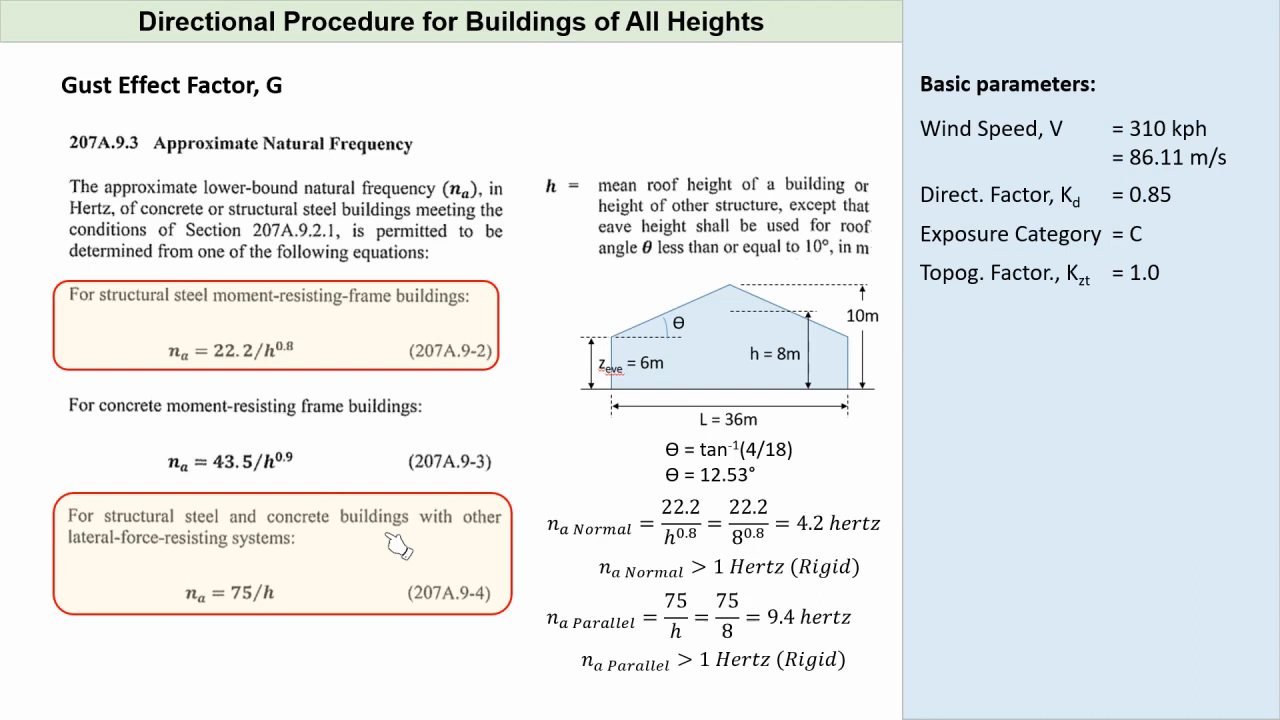 Directional Procedure for Buildings of All Heights
Gust Effect Factor, G
207A.9.3 Approximate Natural Frequency
The approximate lower-bound natural frequency (nₐ), in
Hertz, of concrete or structural steel buildings meeting the
conditions of Section 207A.9.2.1, is permitted to be
determined from one of the following equations:
For structural steel moment-resisting-frame buildings:
nₐ = 22.2/h^0.8 (207A.9-2)
For concrete moment-resisting frame buildings:
nₐ = 43.5/h^0.9 (207A.9-3)
For structural steel and concrete buildings with other
lateral-force-resisting systems:
nₐ = 75/h (207A.9-4)
h = mean roof height of a building or
height of other structure, except that
eave height shall be used for roof
angle θ less than or equal to 10°, in m
Ɵ
10m
h = 8m
z_eve = 6m
L = 36m
Ɵ = tan⁻¹(4/18)
Ɵ = 12.53°
n_a Normal = 22.2/h^0.8 = 22.2/8^0.8 = 4.2 hertz
n_a Normal > 1 Hertz (Rigid)
n_a Parallel = 75/h = 75/8 = 9.4 hertz
n_a Parallel > 1 Hertz (Rigid)
Basic parameters:
Wind Speed, V = 310 kph
= 86.11 m/s
Direct. Factor, K_d = 0.85
Exposure Category = C
Topog. Factor., K_zt = 1.0